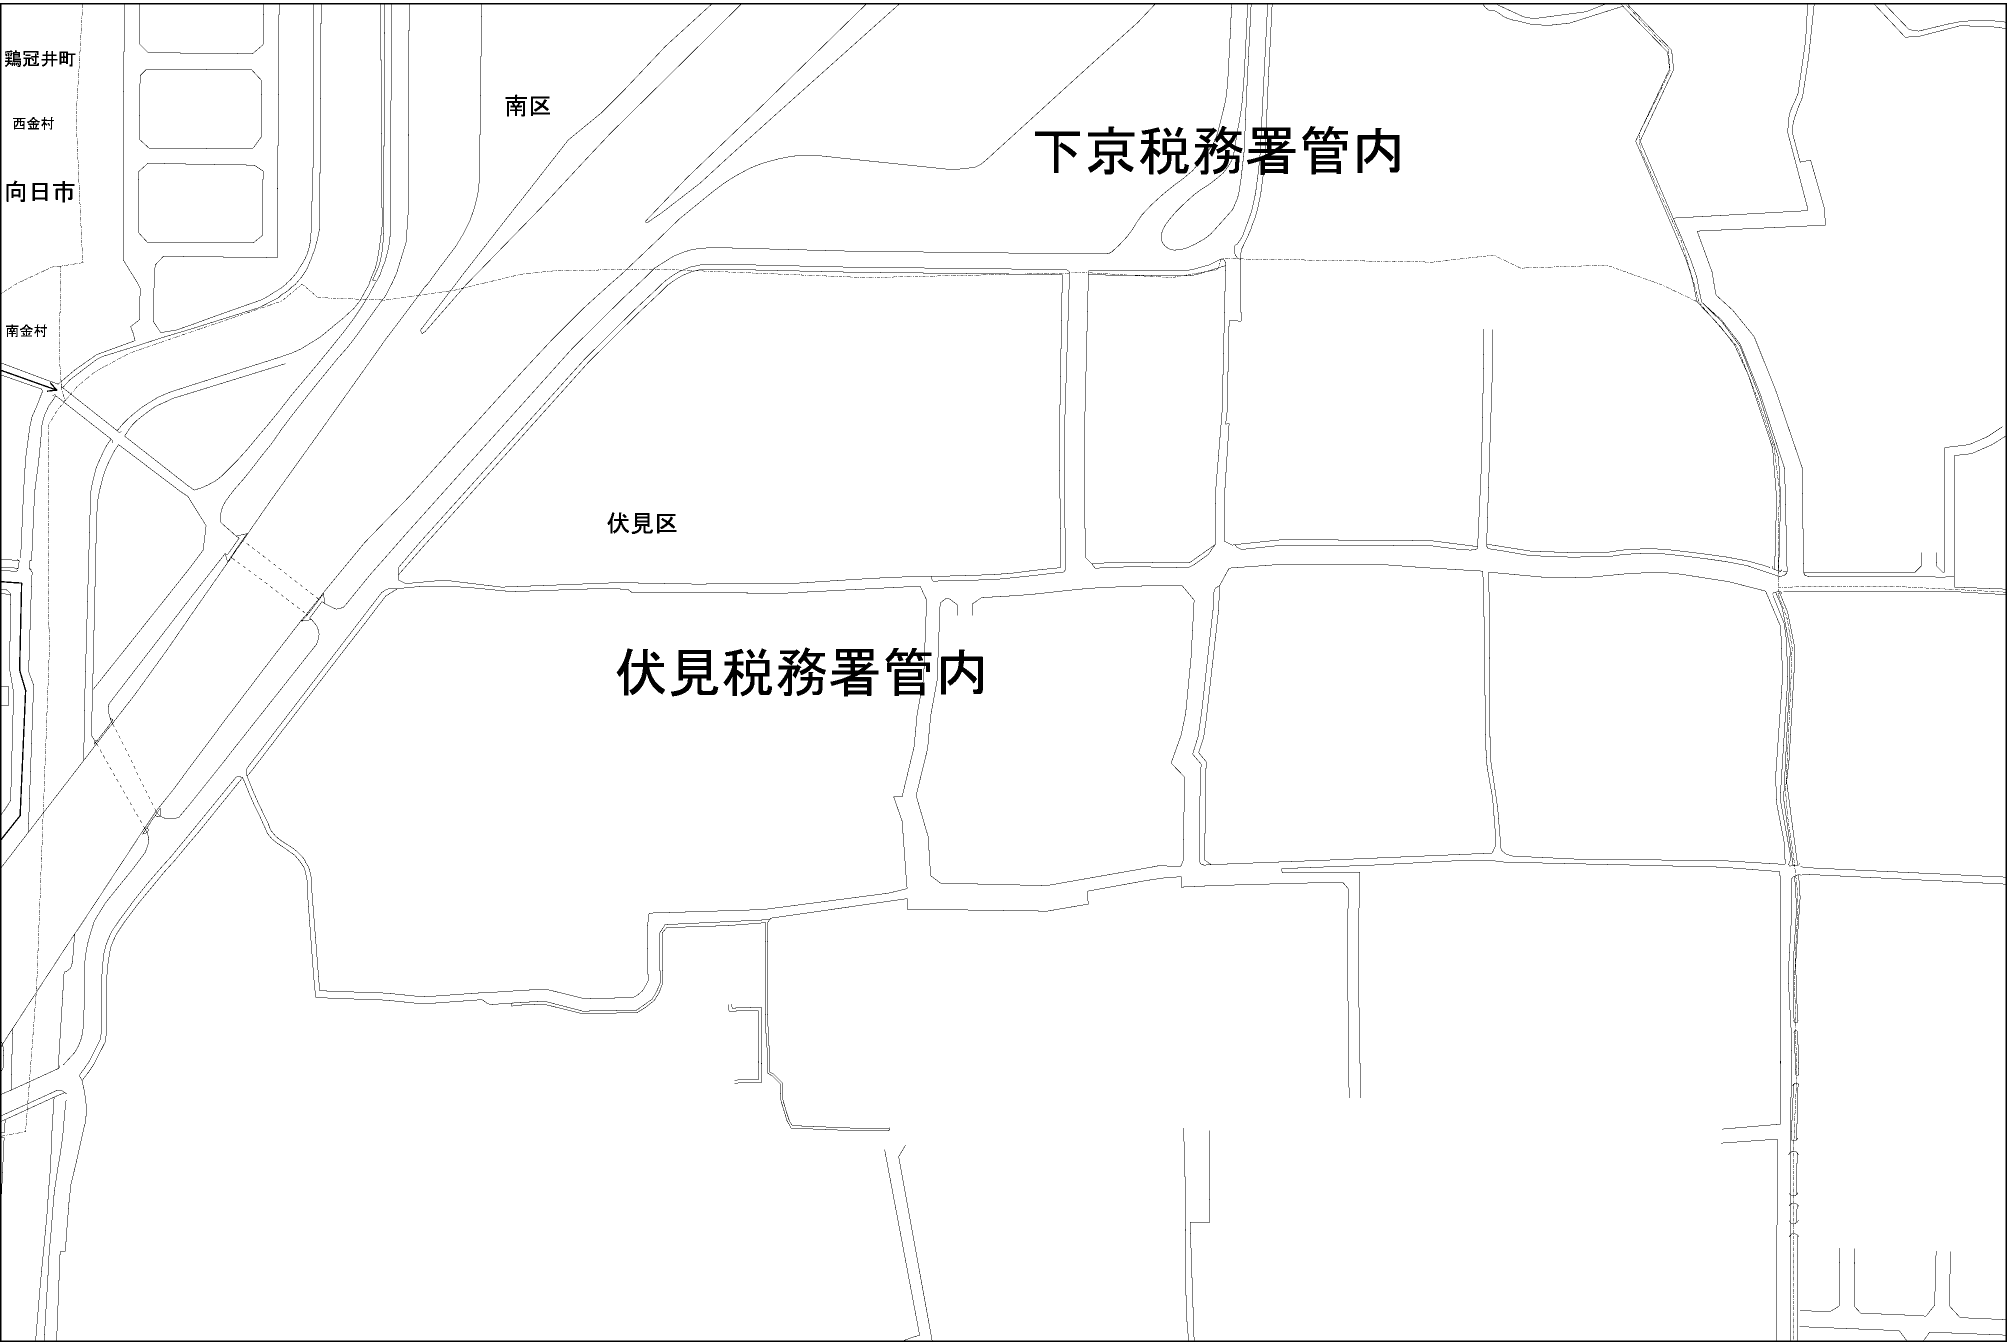 鶏冠井町
南区
西金村
下京税務署管内
向日市
南金村
伏見区
伏見税務署管内